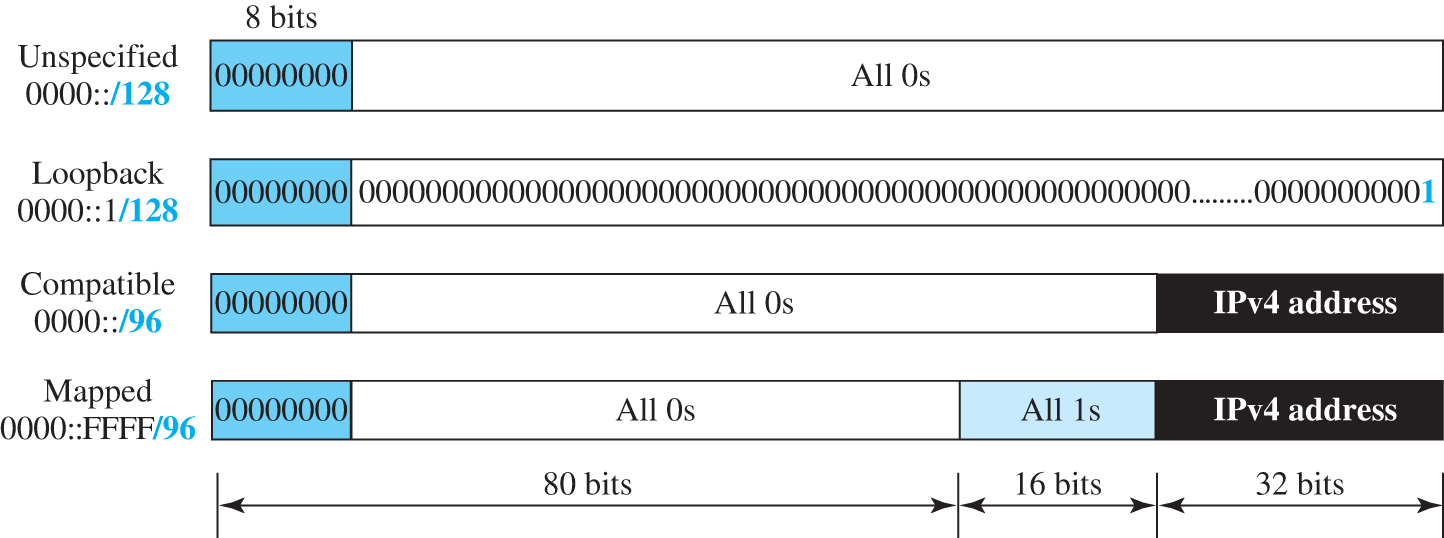 8 bits
Unspecified
0000::/128
00000000
All 0s
Loopback
0000::1/128
00000000
0000000000000000000000000000000000000000000000000000000000.........00000000001
Compatible
0000::/96
00000000
All 0s
IPv4 address
Mapped
0000::FFFF/96
00000000
All 0s
All 1s
IPv4 address
80 bits
16 bits
32 bits